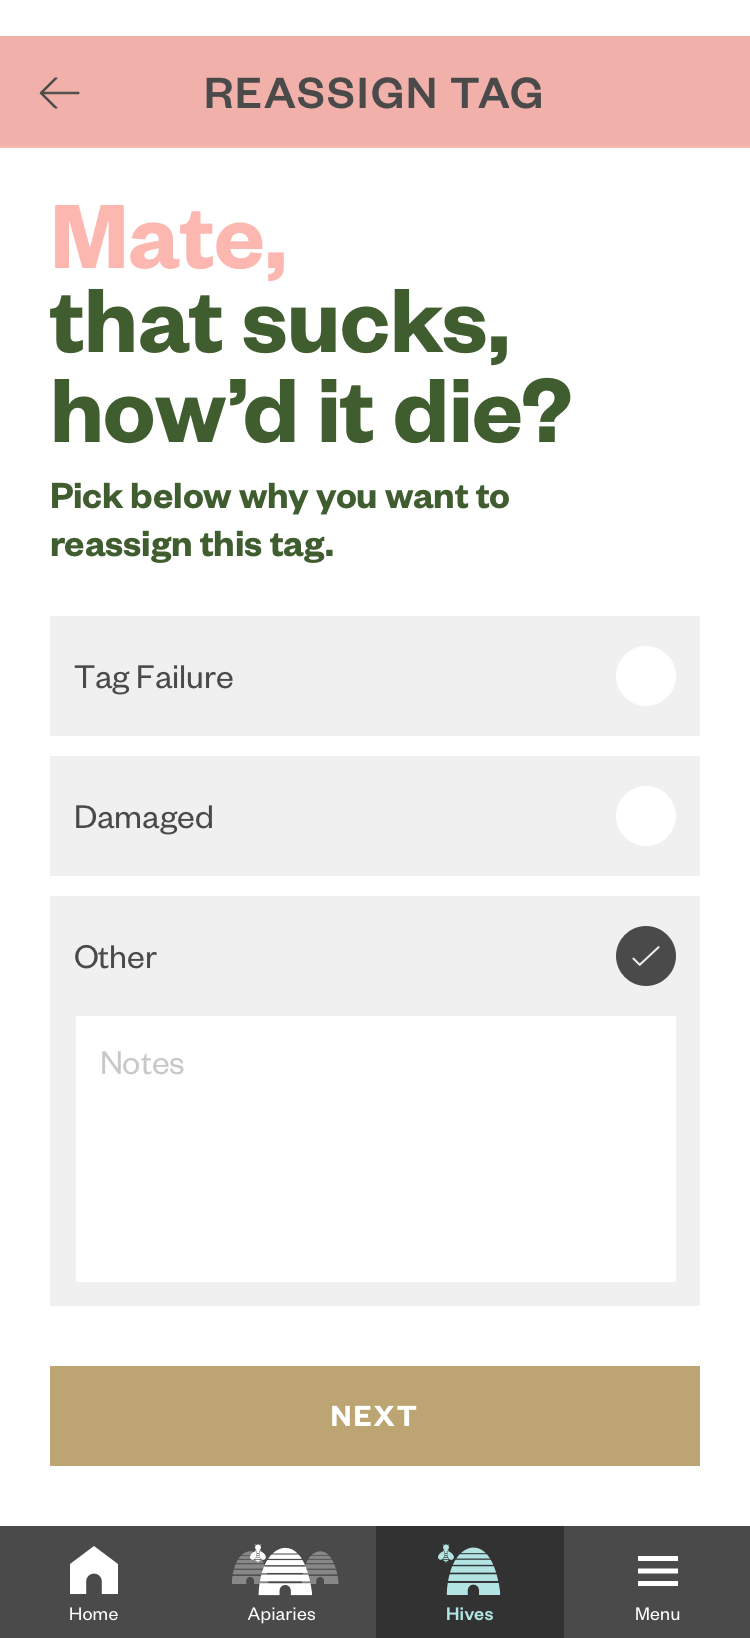 REASSIGN TAG
Mate,
that sucks,
how’d it die?
Pick below why you want to
reassign this tag.
Tag Failure
Damaged
Other
Notes
NEXT
Home
Apiaries
Hives
Menu